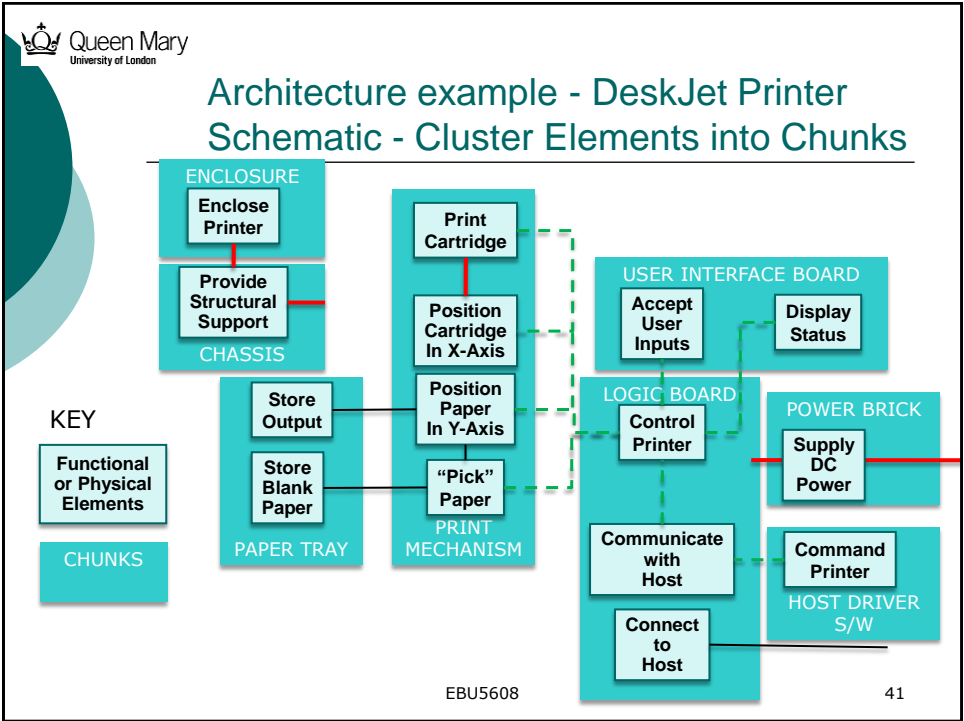 Queen Mary
University of London
Architecture example - DeskJet Printer
Schematic - Cluster Elements into Chunks
ENCLOSURE
Enclose
Printer
Provide
Structural
Support
CHASSIS
Print
Cartridge
Position
Cartridge
In X-Axis
Position
Paper
In Y-Axis
“Pick”
Paper
PRINT
MECHANISM
Store
Output
Store
Blank
Paper
PAPER TRAY
USER INTERFACE BOARD
Accept
User
Inputs
Display
Status
LOGIC BOARD
Control
Printer
Communicate
with
Host
Connect
to
Host
POWER BRICK
Supply
DC
Power
Command
Printer
HOST DRIVER
S/W
KEY
Functional
or Physical
Elements
CHUNKS
EBU5608
41